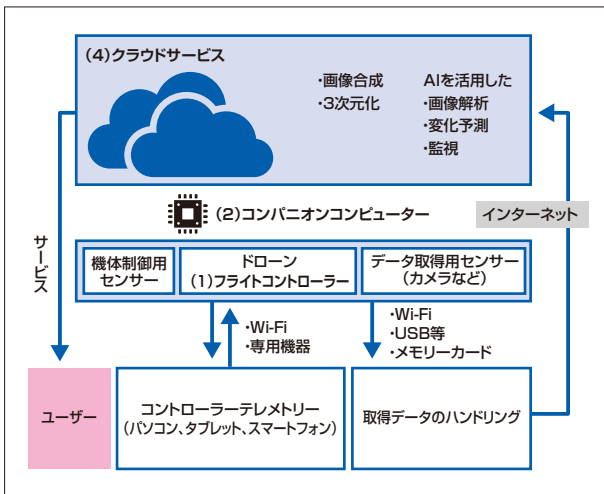 (4)クラウドサービス
・画像合成
・3次元化
AIを活用した
・画像解析
・変化予測
・監視
(2)コンパニオンコンピューター
インターネット
サービス
機体制御用
センサー
ドローン
(1)フライトコントローラー
データ取得用センサー
(カメラなど)
・Wi-Fi
・専用機器
・Wi-Fi
・USB等
・メモリーカード
ユーザー
コントローラーテレメトリー
(パソコン、タブレット、スマートフォン)
取得データのハンドリング